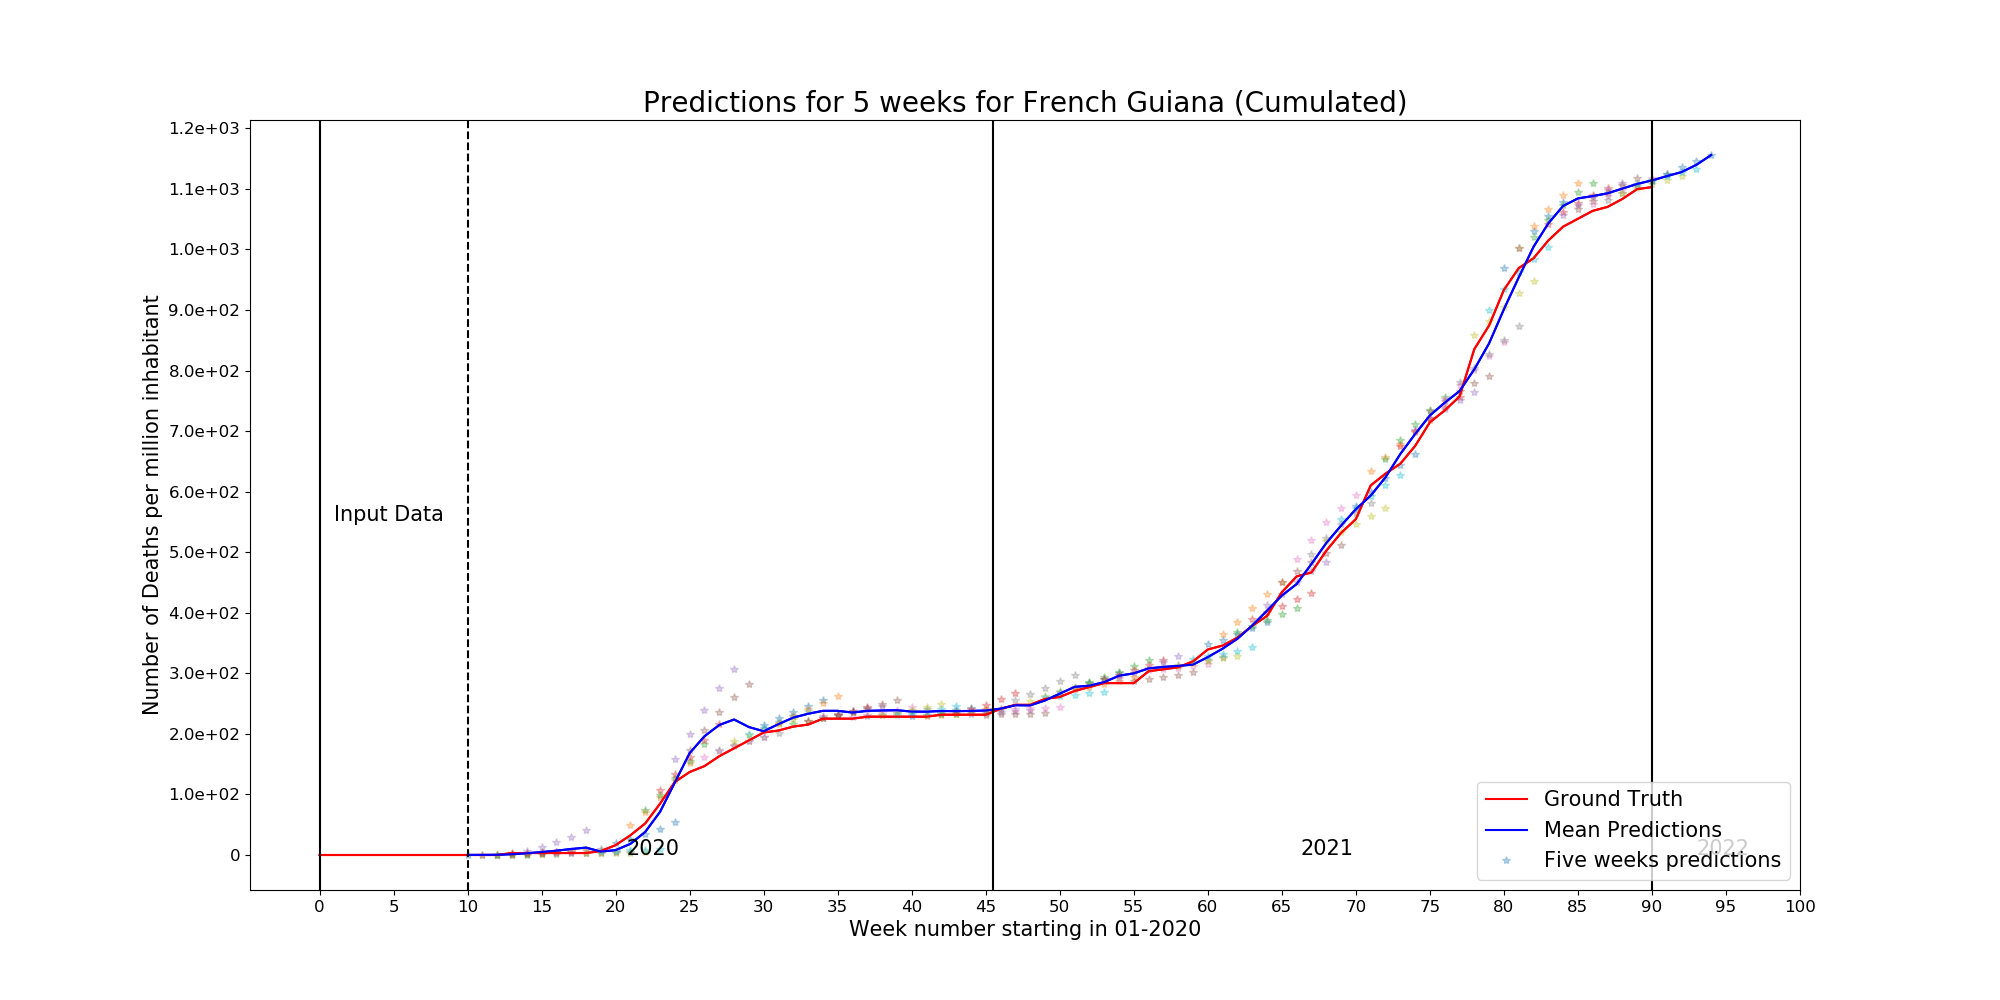 Predictions for 5 weeks for French Guiana (Cumulated)
1.2e+03
1.1e+03
1.0e+03
9.0e+02
8.0e+02
7.0e+02
6.0e+02
5.0e+02
4.0e+02
3.0e+02
2.0e+02
1.0e+02
0
Number of Deaths per million inhabitant
Input Data
2020
2021
2022
Ground Truth
Mean Predictions
Five weeks predictions
0 5 10 15 20 25 30 35 40 45 50 55 60 65 70 75 80 85 90 95 100
Week number starting in 01-2020